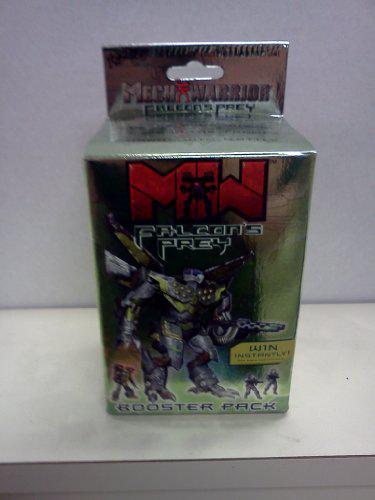 MECHWARRIOR
FALCON'S PREY
MW
FALCON'S
PREY
WIN
INSTANTLY!
BOOSTER PACK